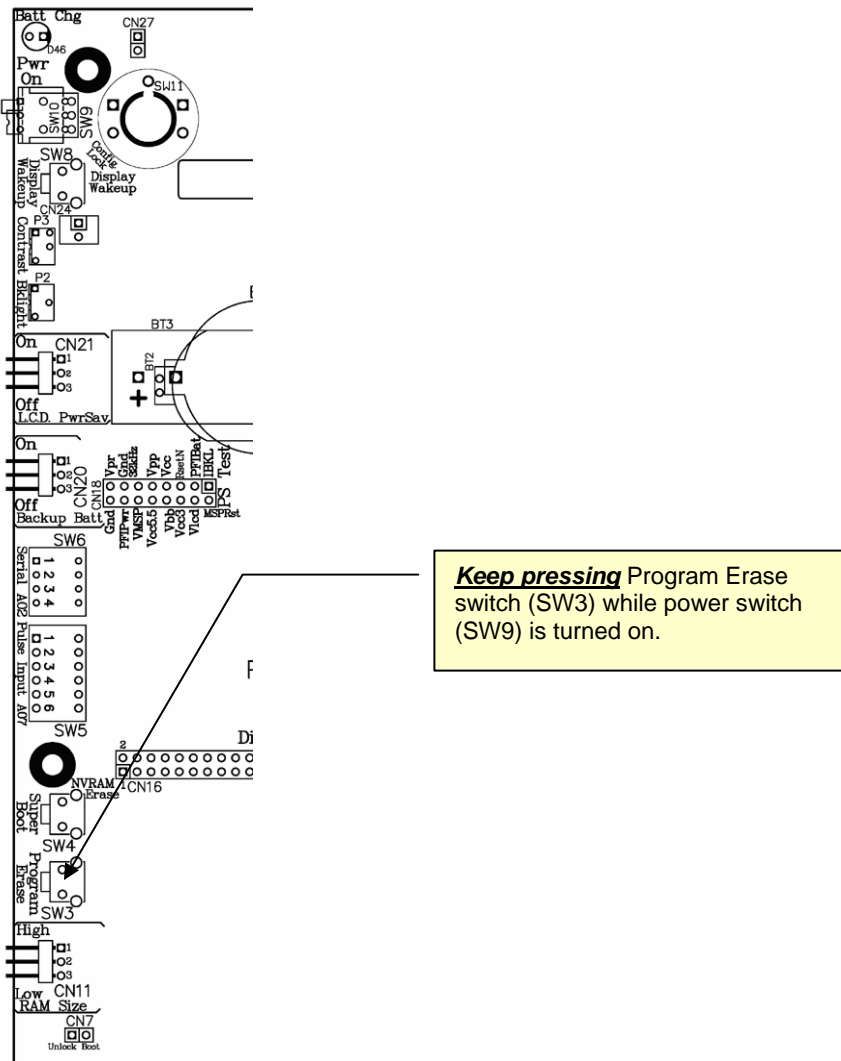 Batt Chg
CN27
D46
Pwr
On
SW11
SW10
SW9
Config
Lock
SW8
Display
Wakeup
Display
Wakeup
CN24
P3
Contrast
P2
Bklight
BT3
On
CN21
1
2
3
BT2
+
Off
L.C.D. PwrSav
On
1
2
3
CN20
Off
Backup Batt
CN18
Vpr
Gnd
32kHz
Vpp
Vcc
RsetN
PFIBat
IBKL
PS Test
Gnd
PFIPwr
VMSP
Vcc5.5
Vbb
Vcc3
Vlcd
MSPRst
SW6
Serial A02
1
2
3
4
Keep pressing Program Erase
switch (SW3) while power switch
(SW9) is turned on.
Pulse Input A07
1
2
3
4
5
6
SW5
Di
2
NVRAM
Erase
1
CN16
Super
Boot
SW4
Program
Erase
SW3
High
1
2
3
Low
CN11
RAM Size
CN7
Unlock Boot